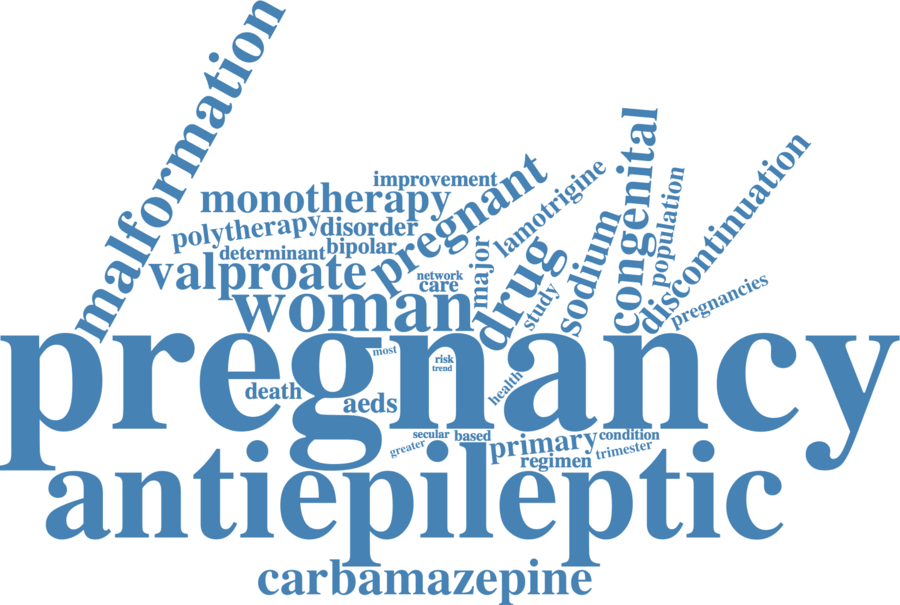 malformation
improvement
monotherapy
pregnant
lamotrigine
congenital
population
discontinuation
polytherapy
disorder
determinant
bipolar
valproate
network
care
major
drug
study
sodium
pregnancies
woman
pregnancy
most
risk
trend
death
aeds
health
secular
based
greater
primary
condition
regimen
trimester
antiepileptic
carbamazepine